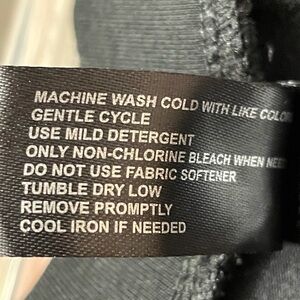 MACHINE WASH COLD WITH LIKE
GENTLE CYCLE
USE MILD DETERGENT
ONLY NON-CHLORINE BLEACH WHEN
DO NOT USE FABRIC SOFTENER
TUMBLE DRY LOW
REMOVE PROMPTLY
COOL IRON IF NEEDED